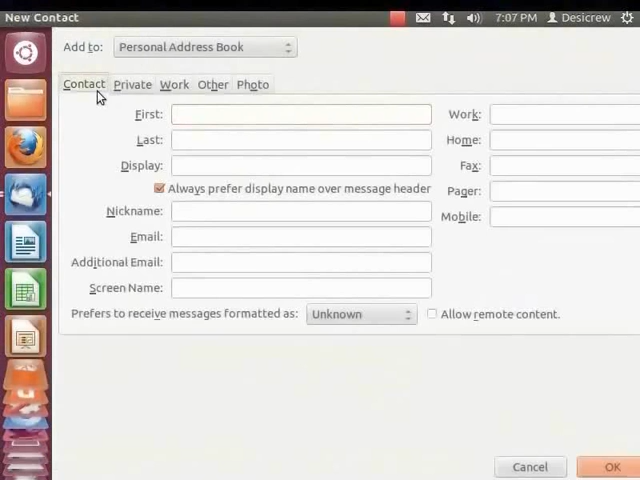 New Contact 7:07 PM Desicrew
Add to: Personal Address Book
Contact Private Work Other Photo
First: Work:
Last: Home:
Display: Fax:
Always prefer display name over message header Pager:
Nickname: Mobile:
Email:
Additional Email:
Screen Name:
Prefers to receive messages formatted as: Unknown Allow remote content.
Cancel OK